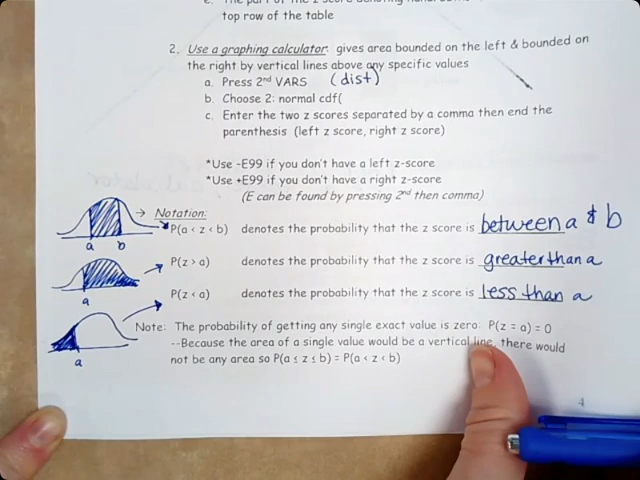 top row of the table
2. Use a graphing calculator: gives area bounded on the left & bounded on
the right by vertical lines above any specific values
a. Press 2nd VARS (dist)
b. Choose 2: normal cdf(
c. Enter the two z scores separated by a comma then end the
parenthesis (left z score, right z score)
*Use -E99 if you don't have a left z-score
*Use +E99 if you don't have a right z-score
(E can be found by pressing 2nd then comma)
Notation:
P(a < z < b) denotes the probability that the z score is between a & b
a b
P(z > a) denotes the probability that the z score is greater than a
a
P(z < a) denotes the probability that the z score is less than a
a
Note: The probability of getting any single exact value is zero: P(z = a) = 0
--Because the area of a single value would be a vertical line, there would
not be any area so P(a ≤ z ≤ b) = P(a < z < b)
4